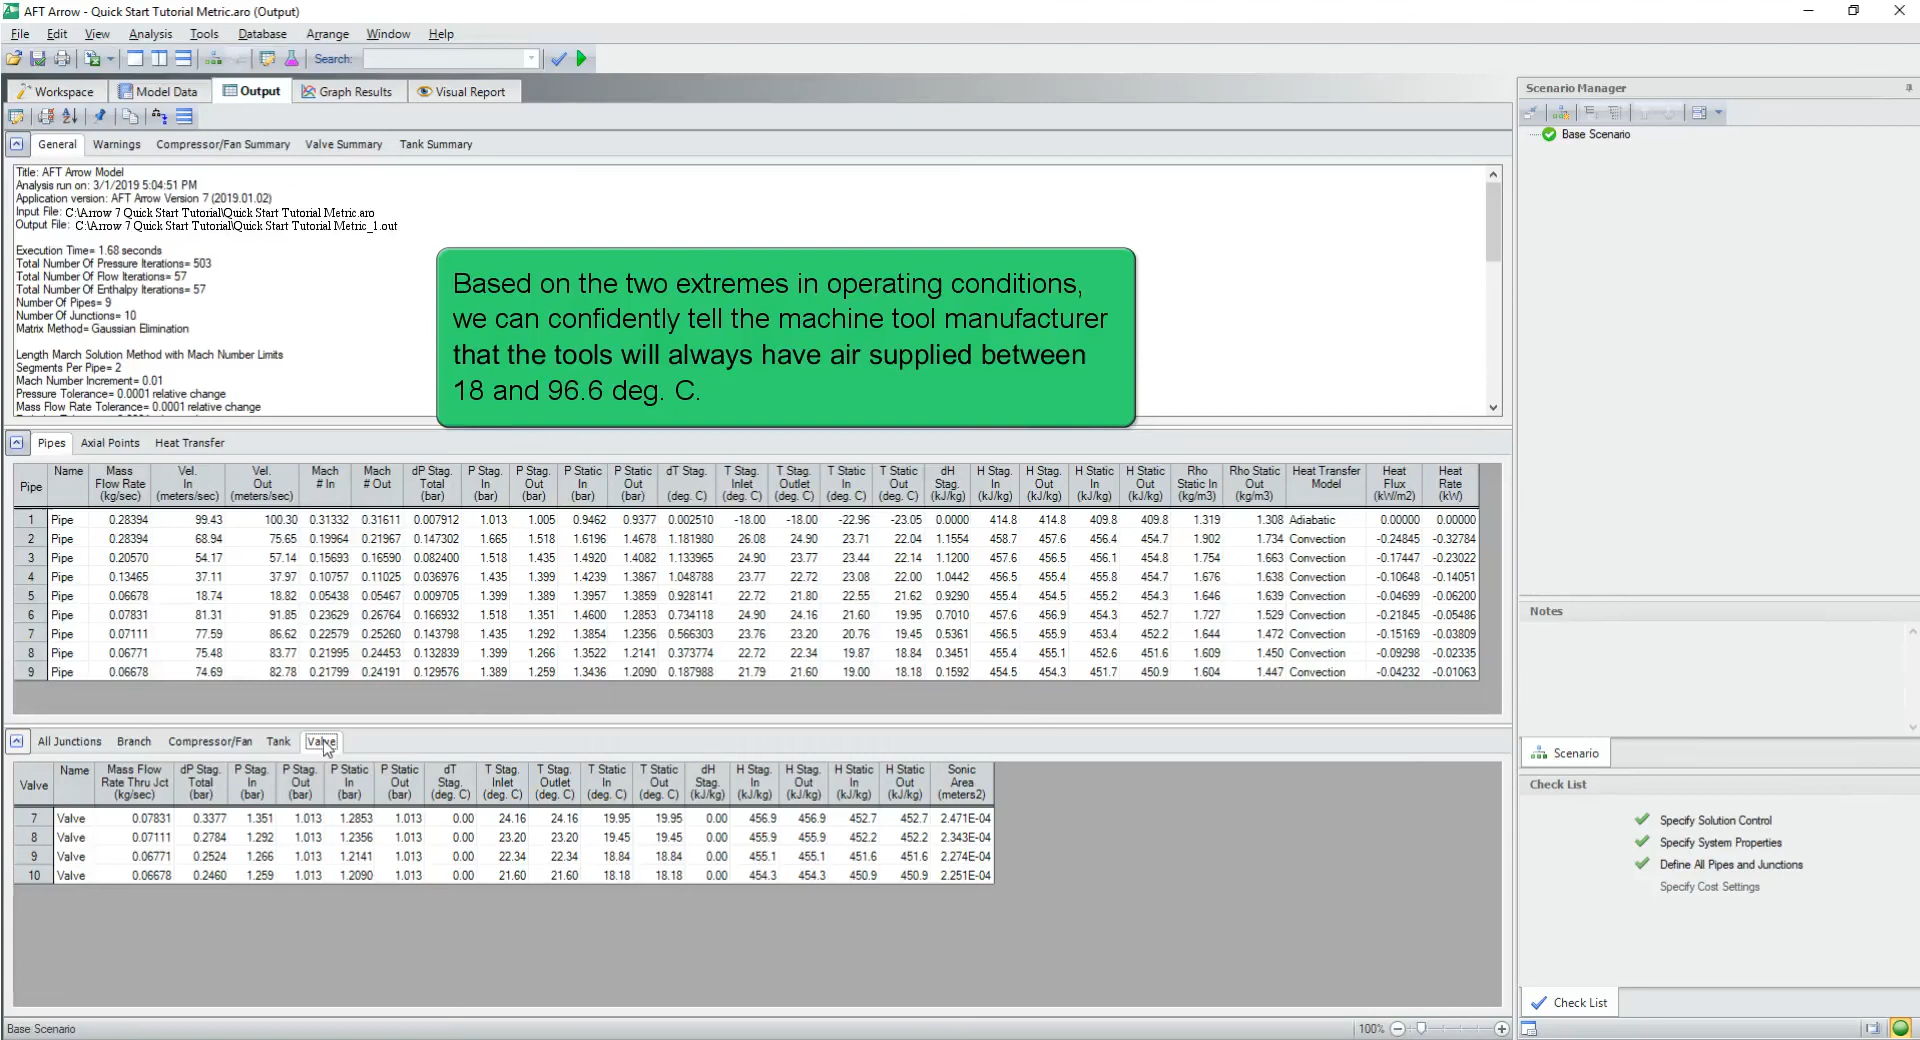 AFT Arrow - Quick Start Tutorial Metric.aro (Output)
File Edit View Analysis Tools Database Arrange Window Help
Search:
Workspace Model Data Output Graph Results Visual Report
General Warnings Compressor/Fan Summary Valve Summary Tank Summary
Title: AFT Arrow Model
Analysis run on: 3/1/2019 5:04:51 PM
Application version: AFT Arrow Version 7 (2019.01.02)
Input File: C:\Arrow 7 Quick Start Tutorial\Quick Start Tutorial Metric.aro
Output File: C:\Arrow 7 Quick Start Tutorial\Quick Start Tutorial Metric_1.out
Execution Time= 1.68 seconds
Total Number Of Pressure Iterations= 503
Total Number Of Flow Iterations= 57
Total Number Of Enthalpy Iterations= 57
Number Of Pipes= 9
Number Of Junctions= 10
Matrix Method= Gaussian Elimination
Length March Solution Method with Mach Number Limits
Segments Per Pipe= 2
Mach Number Increment= 0.01
Pressure Tolerance= 0.0001 relative change
Mass Flow Rate Tolerance= 0.0001 relative change
Based on the two extremes in operating conditions,
we can confidently tell the machine tool manufacturer
that the tools will always have air supplied between
18 and 96.6 deg. C.
Pipes Axial Points Heat Transfer
Name Mass Vel. Vel. Mach Mach dP Stag. P Stag. P Stag. P Static P Static dT Stag. T Stag. T Stag. T Static T Static dH H Stag. H Stag. H Static H Static Rho Rho Static Heat Transfer Heat Heat
Pipe Flow Rate In Out # In # Out Total In Out In Out Inlet Outlet In Out Stag. In Out In Out Static In Out Model Flux Rate
(kg/sec) (meters/sec) (meters/sec) (bar) (bar) (bar) (bar) (bar) (deg. C) (deg. C) (deg. C) (deg. C) (deg. C) (kJ/kg) (kJ/kg) (kJ/kg) (kJ/kg) (kJ/kg) (kg/m3) (kg/m3) (kW/m2) (kW)
1 Pipe 0.28394 99.43 100.30 0.31332 0.31611 0.007912 1.013 1.005 0.9462 0.9377 0.002510 -18.00 -18.00 -22.96 -23.05 0.0000 414.8 414.8 409.8 409.8 1.319 1.308 Adiabatic 0.00000 0.00000
2 Pipe 0.28394 68.94 75.65 0.19964 0.21967 0.147302 1.665 1.518 1.6196 1.4678 1.181980 26.08 24.90 23.71 22.04 1.1554 458.7 457.6 456.4 454.7 1.902 1.734 Convection -0.24845 -0.32784
3 Pipe 0.20570 54.17 57.14 0.15693 0.16590 0.082400 1.518 1.435 1.4920 1.4082 1.133965 24.90 23.77 23.44 22.14 1.1200 457.6 456.5 456.1 454.8 1.754 1.663 Convection -0.17447 -0.23022
4 Pipe 0.13465 37.11 37.97 0.10757 0.11025 0.036976 1.435 1.399 1.4239 1.3867 1.048788 23.77 22.72 23.08 22.00 1.0442 456.5 455.4 455.8 454.7 1.676 1.638 Convection -0.10648 -0.14051
5 Pipe 0.06678 18.74 18.82 0.05438 0.05467 0.009705 1.399 1.389 1.3957 1.3859 0.928141 22.72 21.80 22.55 21.62 0.9290 455.4 454.5 455.2 454.3 1.646 1.639 Convection -0.04699 -0.06200
6 Pipe 0.07831 81.31 91.85 0.23629 0.26764 0.166932 1.518 1.351 1.4600 1.2853 0.734118 24.90 24.16 21.60 19.95 0.7010 457.6 456.9 454.3 452.7 1.727 1.529 Convection -0.21845 -0.05486
7 Pipe 0.07111 77.59 86.62 0.22579 0.25260 0.143798 1.435 1.292 1.3854 1.2356 0.566303 23.76 23.20 20.76 19.45 0.5361 456.5 455.9 453.4 452.2 1.644 1.472 Convection -0.15169 -0.03809
8 Pipe 0.06771 75.48 83.77 0.21995 0.24453 0.132839 1.399 1.266 1.3522 1.2141 0.373774 22.72 22.34 19.87 18.84 0.3451 455.4 455.1 452.6 451.6 1.609 1.450 Convection -0.09298 -0.02335
9 Pipe 0.06678 74.69 82.78 0.21799 0.24191 0.129576 1.389 1.259 1.3436 1.2090 0.187988 21.79 21.60 19.00 18.18 0.1592 454.5 454.3 451.7 450.9 1.604 1.447 Convection -0.04232 -0.01063
All Junctions Branch Compressor/Fan Tank Valve
Name Mass Flow dP Stag. P Stag. P Stag. P Static P Static dT T Stag. T Stag. T Static T Static dH H Stag. H Stag. H Static H Static Sonic
Valve Rate Thru Jct Total In Out In Out Stag. Inlet Outlet In Out Stag. In Out In Out Area
(kg/sec) (bar) (bar) (bar) (bar) (bar) (deg. C) (deg. C) (deg. C) (deg. C) (deg. C) (kJ/kg) (kJ/kg) (kJ/kg) (kJ/kg) (kJ/kg) (meters2)
7 Valve 0.07831 0.3377 1.351 1.013 1.2853 1.013 0.00 24.16 24.16 19.95 19.95 0.00 456.9 456.9 452.7 452.7 2.471E-04
8 Valve 0.07111 0.2784 1.292 1.013 1.2356 1.013 0.00 23.20 23.20 19.45 19.45 0.00 455.9 455.9 452.2 452.2 2.343E-04
9 Valve 0.06771 0.2524 1.266 1.013 1.2141 1.013 0.00 22.34 22.34 18.84 18.84 0.00 455.1 455.1 451.6 451.6 2.274E-04
10 Valve 0.06678 0.2460 1.259 1.013 1.2090 1.013 0.00 21.60 21.60 18.18 18.18 0.00 454.3 454.3 450.9 450.9 2.251E-04
Base Scenario
100%
Scenario Manager
Base Scenario
Notes
Scenario
Check List
Specify Solution Control
Specify System Properties
Define All Pipes and Junctions
Specify Cost Settings
Check List